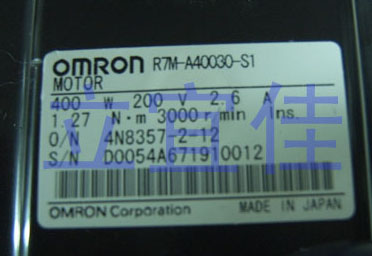 OMRON R7M-A40030-S1
MOTOR
400 W 200 V 2.6 A
1.27 N·m 3000r/min Ins.
O/N 4N8357-2-12
S/N D0054A671910012
OMRON Corporation MADE IN JAPAN
立宜佳